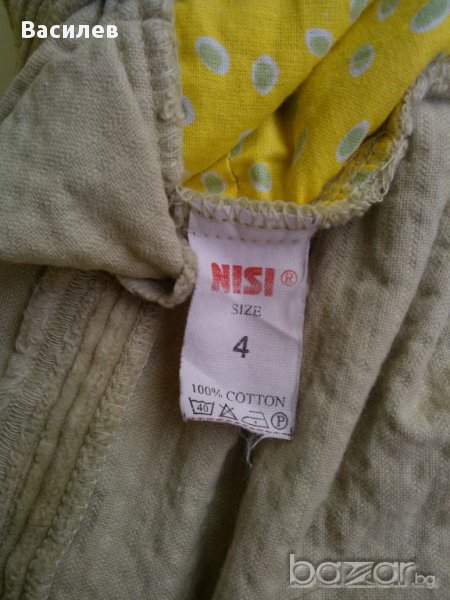 Василев
NISI ®
SIZE
4
100% COTTON
40 P
bazar.bg